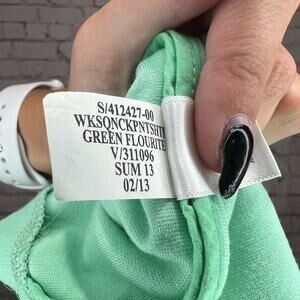 S/412427-00
WKSQNCKPNTSHTN
GREEN FLOURITE
V/311096
SUM 13
02/13